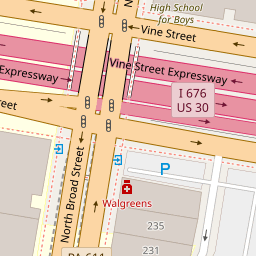 High School
for Boys
Vine Street
Vine Street Expressway
Expressway
I 676
US 30
Street
North Broad Street
P
Walgreens
235
231